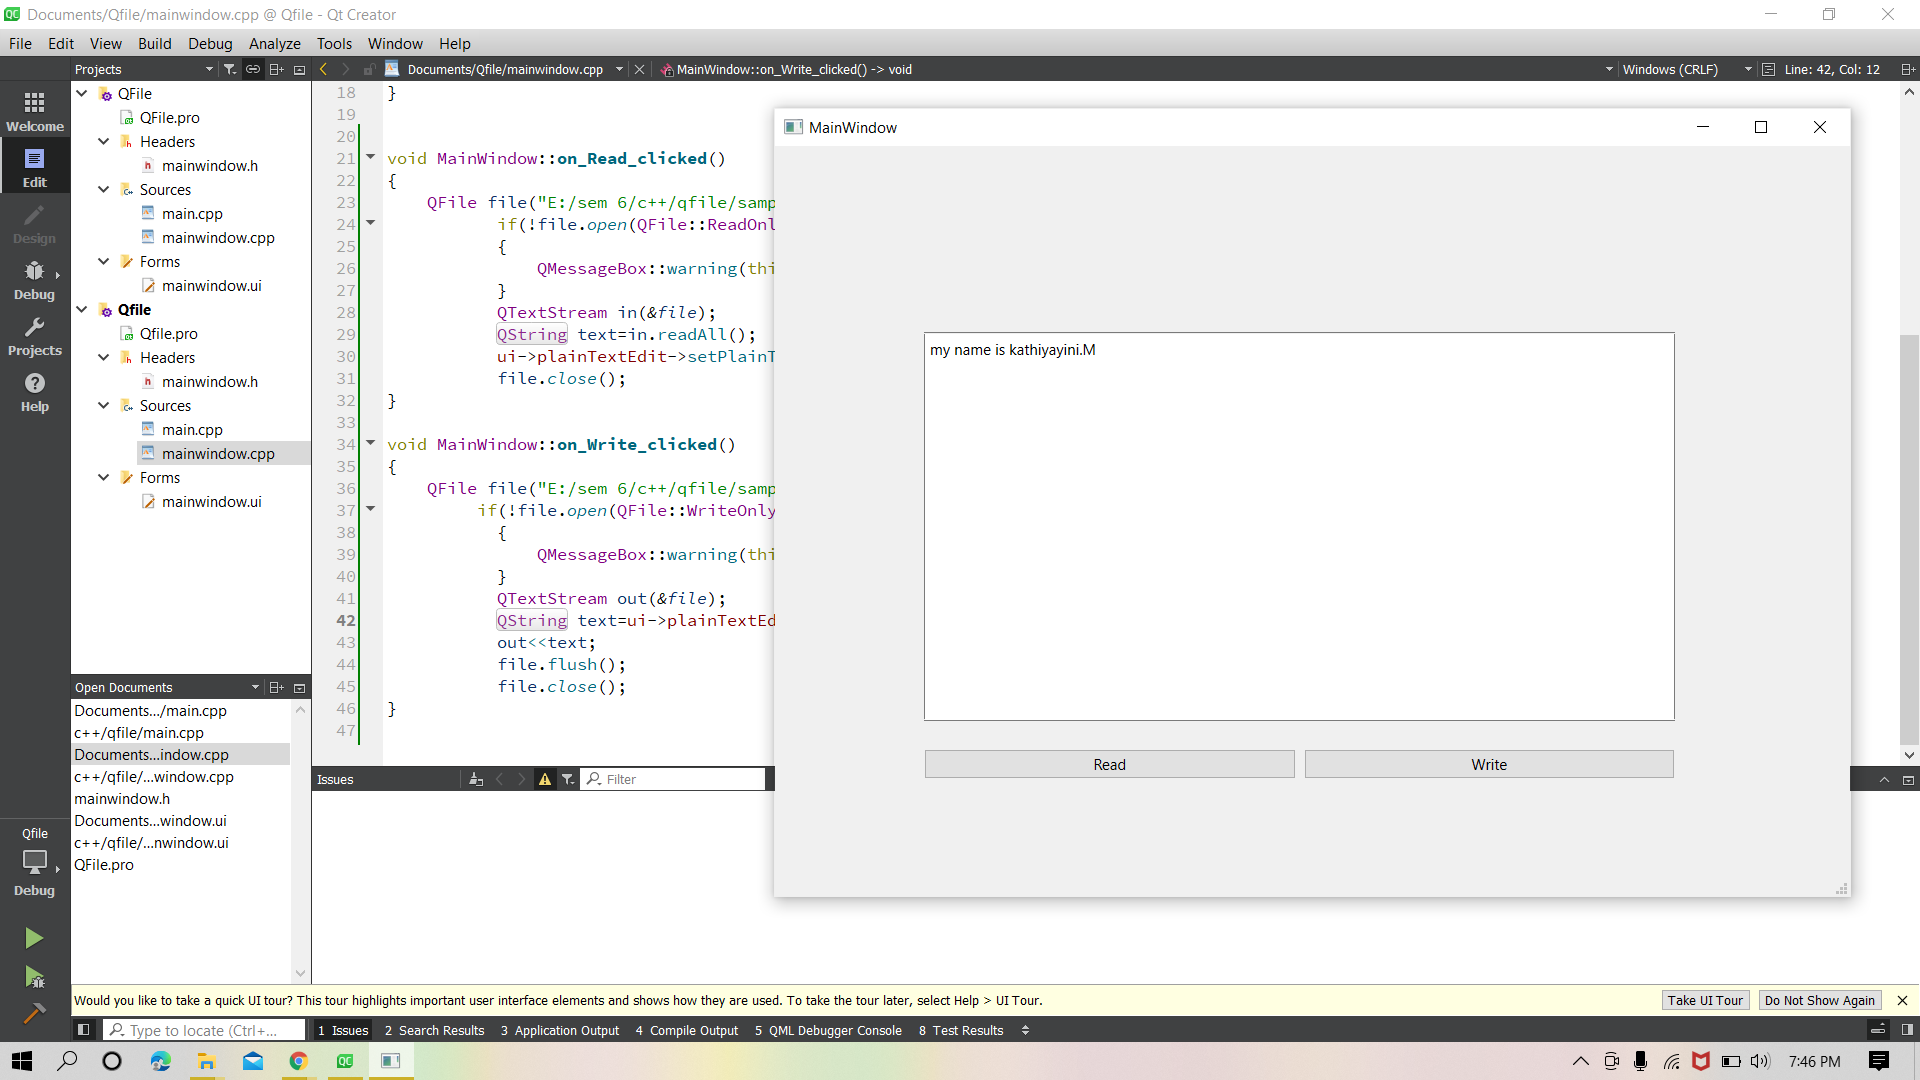 Documents/Qfile/mainwindow.cpp @ Qfile - Qt Creator
File Edit View Build Debug Analyze Tools Window Help
Projects
Documents/Qfile/mainwindow.cpp
MainWindow::on_Write_clicked() -> void
Windows (CRLF)
Line: 42, Col: 12
Welcome
Edit
Design
Debug
Projects
Help
QFile
QFile.pro
Headers
mainwindow.h
Sources
main.cpp
mainwindow.cpp
Forms
mainwindow.ui
Qfile
Qfile.pro
Headers
mainwindow.h
Sources
main.cpp
mainwindow.cpp
Forms
mainwindow.ui
18 }
19
20
21 void MainWindow::on_Read_clicked()
22 {
23 QFile file("E:/sem 6/c++/qfile/samp
24 if(!file.open(QFile::ReadOnl
25 {
26 QMessageBox::warning(thi
27 }
28 QTextStream in(&file);
29 QString text=in.readAll();
30 ui->plainTextEdit->setPlainT
31 file.close();
32 }
33
34 void MainWindow::on_Write_clicked()
35 {
36 QFile file("E:/sem 6/c++/qfile/samp
37 if(!file.open(QFile::WriteOnly
38 {
39 QMessageBox::warning(thi
40 }
41 QTextStream out(&file);
42 QString text=ui->plainTextEd
43 out<<text;
44 file.flush();
45 file.close();
46 }
47
MainWindow
my name is kathiyayini.M
Read
Write
Open Documents
Documents.../main.cpp
c++/qfile/main.cpp
Documents...indow.cpp
c++/qfile/...window.cpp
mainwindow.h
Documents...window.ui
c++/qfile/...nwindow.ui
QFile.pro
Issues
Filter
Qfile
Debug
Would you like to take a quick UI tour? This tour highlights important user interface elements and shows how they are used. To take the tour later, select Help > UI Tour.
Take UI Tour
Do Not Show Again
Type to locate (Ctrl+...
1 Issues 2 Search Results 3 Application Output 4 Compile Output 5 QML Debugger Console 8 Test Results
7:46 PM